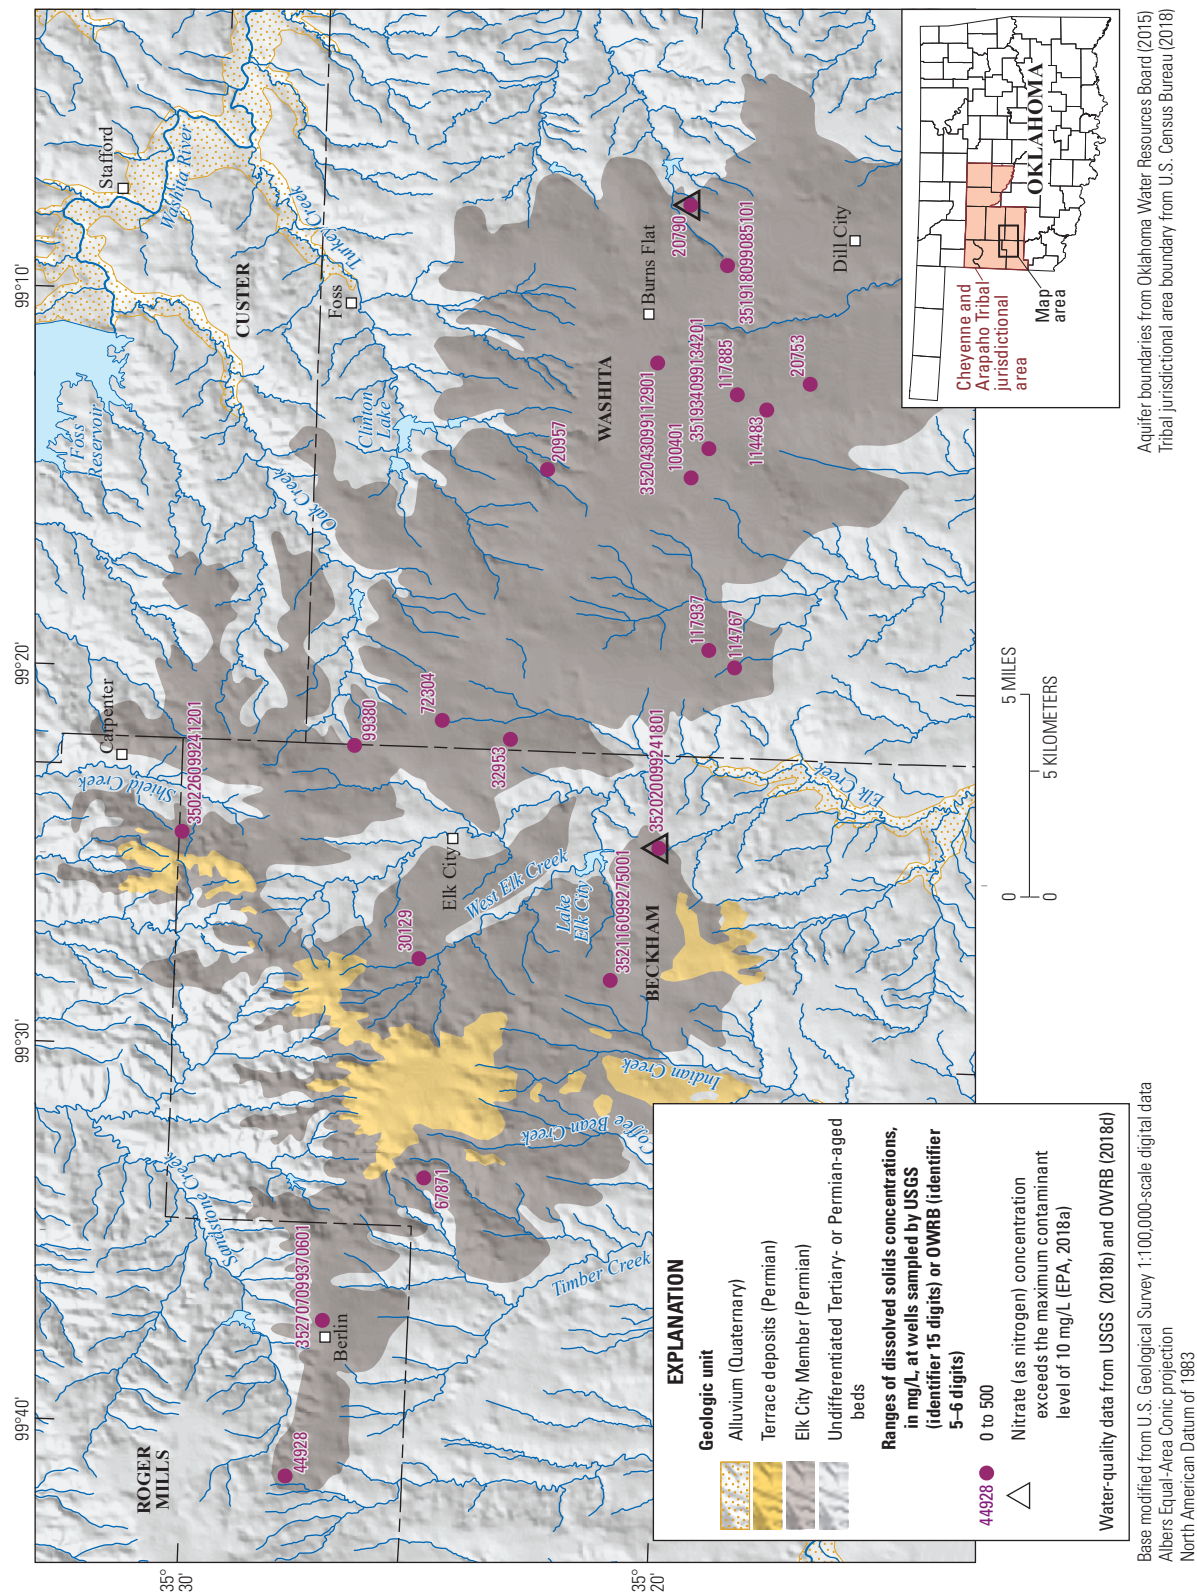 99°40'
99°30'
99°20'
99°10'
35°
30'
35°
20'
ROGER
MILLS
CUSTER
WASHITA
BECKHAM
Stafford
Washita River
Turkey Creek
Foss
Foss
Reservoir
Clinton
Lake
Oak Creek
Carpenter
Shield Creek
Sandstone Creek
Berlin
Timber Creek
Coffee Bean Creek
Indian Creek
Elk City
West Elk Creek
Lake
Elk City
Elk Creek
Burns Flat
Dill City
44928
352707099370601
67871
30129
350226099241201
99380
72304
32953
352116099275001
352020099241801
117937
114767
20957
352043099112901
100401
351934099134201
117885
114483
20753
20790
351918099085101
EXPLANATION
Geologic unit
Alluvium (Quaternary)
Terrace deposits (Permian)
Elk City Member (Permian)
Undifferentiated Tertiary- or Permian-aged
beds
Ranges of dissolved solids concentrations,
in mg/L, at wells sampled by USGS
(identifier 15 digits) or OWRB (identifier
5–6 digits)
44928 0 to 500
Nitrate (as nitrogen) concentration
exceeds the maximum contaminant
level of 10 mg/L (EPA, 2018a)
Water-quality data from USGS (2018b) and OWRB (2018d)
0 5 MILES
0 5 KILOMETERS
OKLAHOMA
Cheyenne and
Arapaho Tribal
jurisdictional
area
Map
area
Base modified from U.S. Geological Survey 1:100,000-scale digital data
Albers Equal-Area Conic projection
North American Datum of 1983
Aquifer boundaries from Oklahoma Water Resources Board (2015)
Tribal jurisdictional area boundary from U.S. Census Bureau (2018)